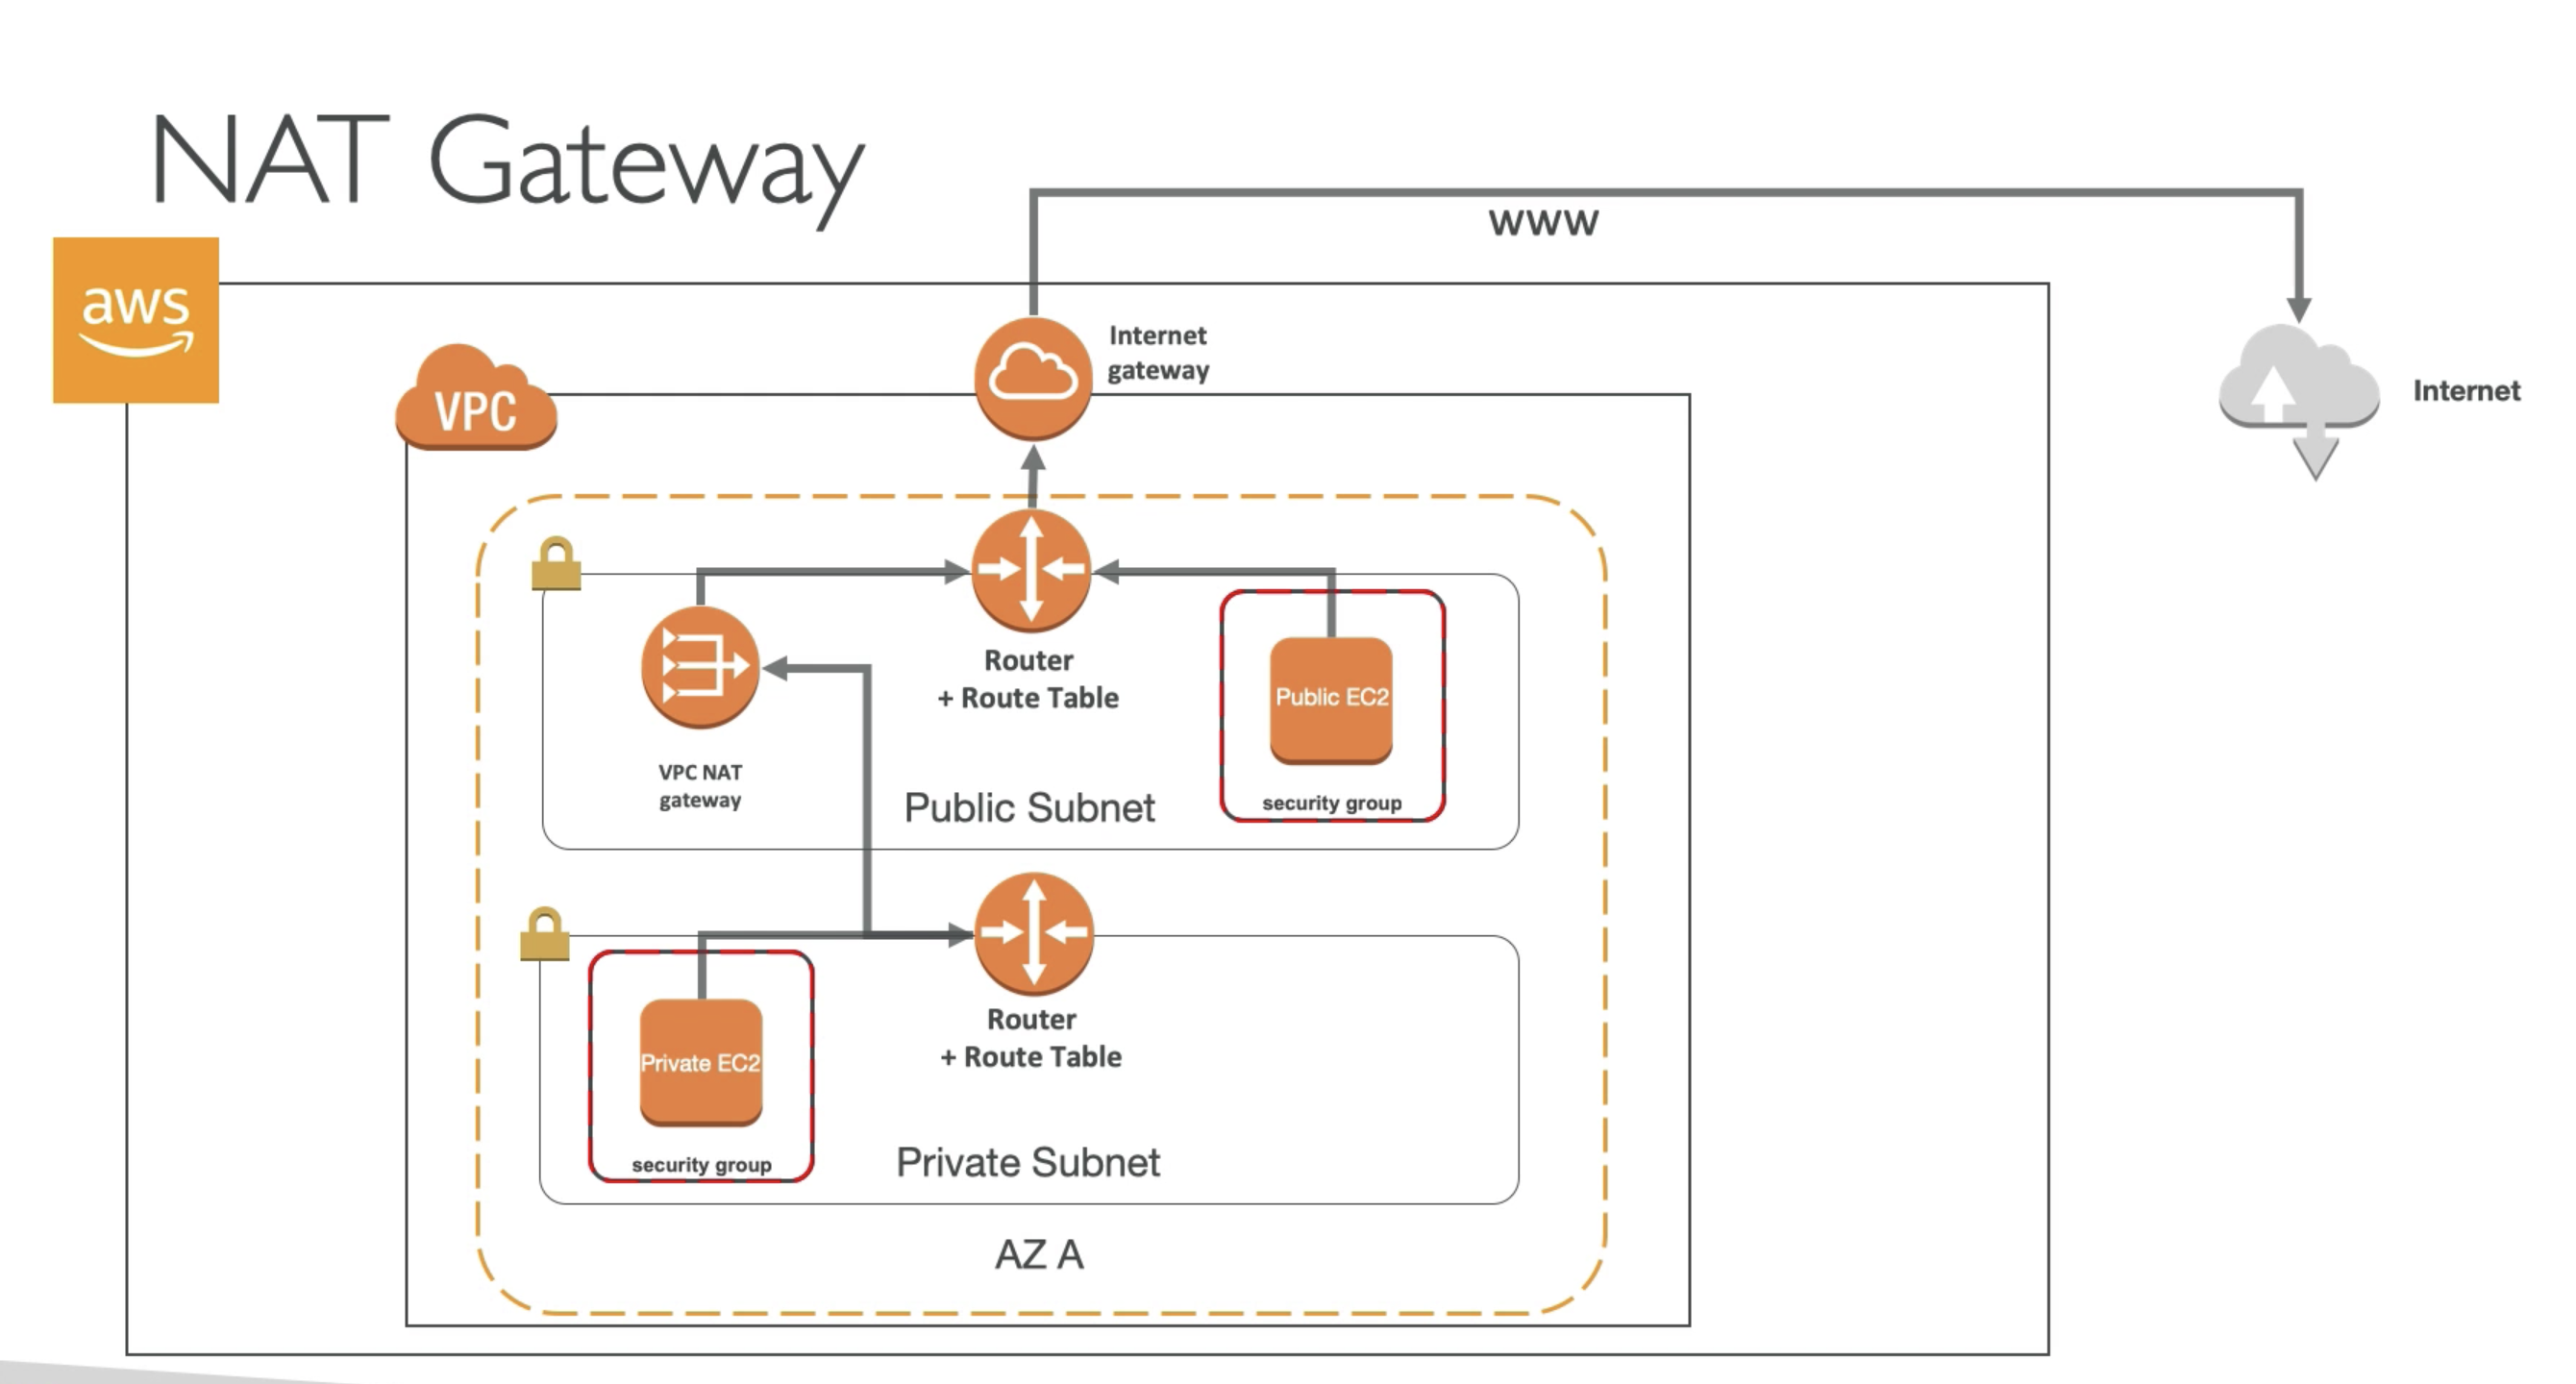 NAT Gateway
www
aws
Internet
gateway
VPC
Internet
Router
+ Route Table
Public EC2
VPC NAT
gateway
Public Subnet
security group
Router
+ Route Table
Private EC2
Private Subnet
security group
AZ A